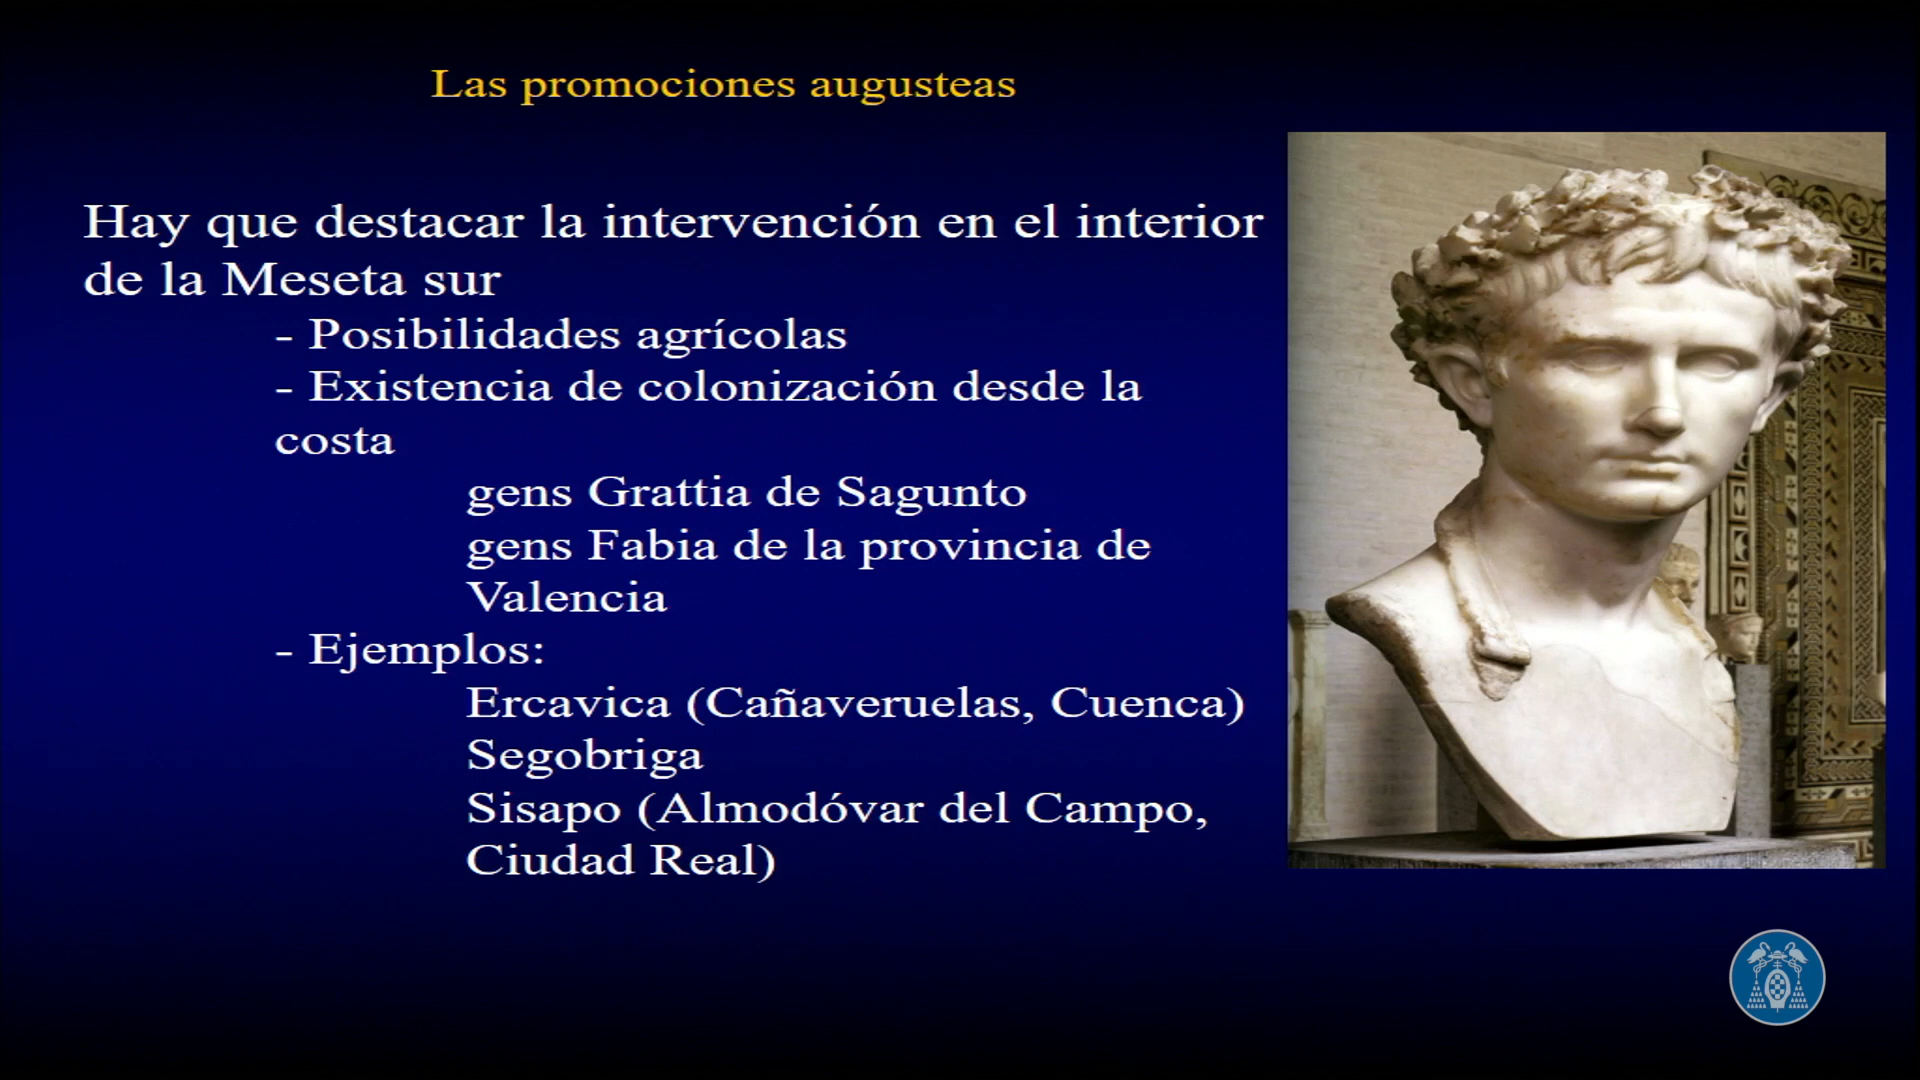 Las promociones augusteas
Hay que destacar la intervención en el interior
de la Meseta sur
- Posibilidades agrícolas
- Existencia de colonización desde la
costa
gens Grattia de Sagunto
gens Fabia de la provincia de
Valencia
- Ejemplos:
Ercavica (Cañaveruelas, Cuenca)
Segobriga
Sisapo (Almodóvar del Campo,
Ciudad Real)